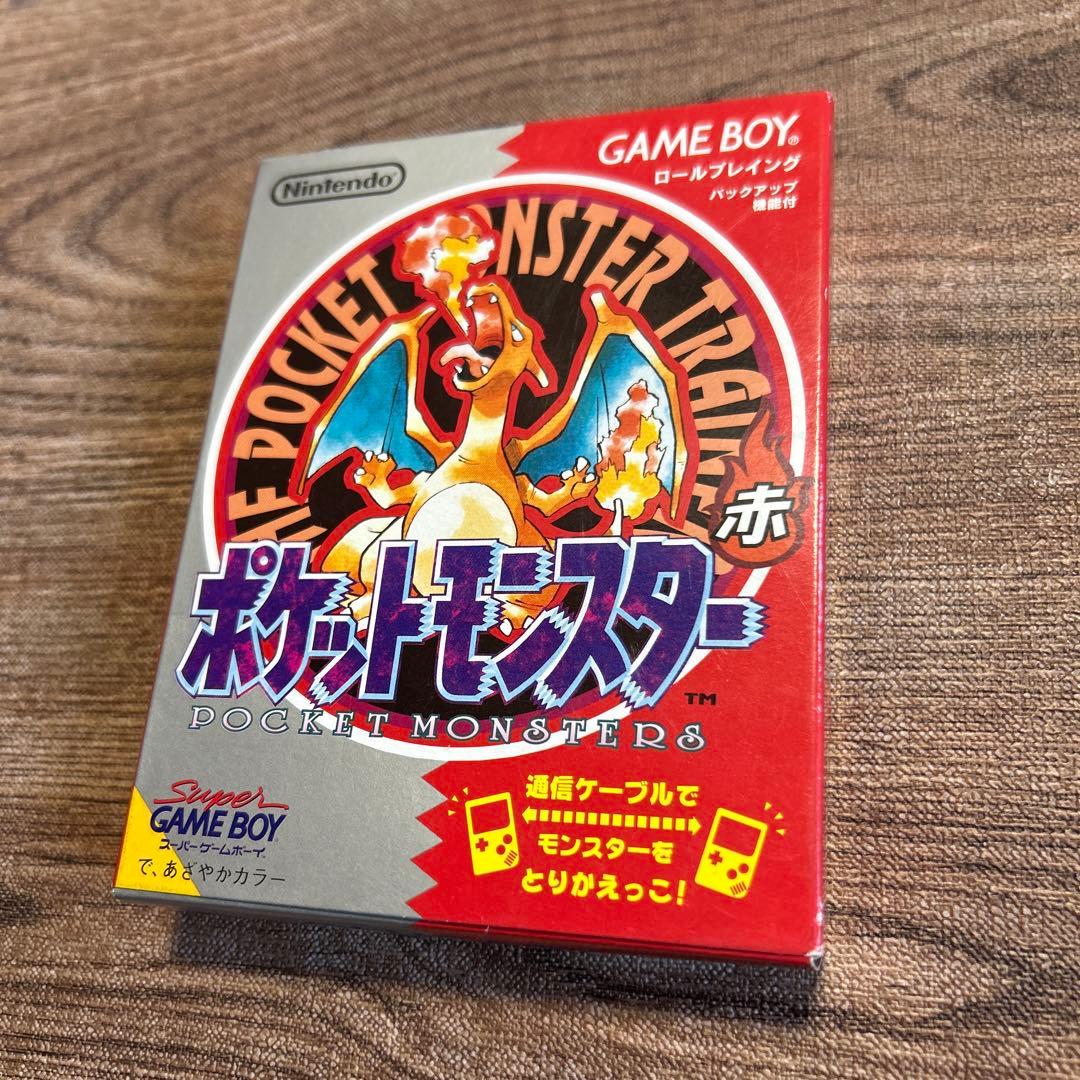 Nintendo
GAME BOY®
ロールプレイング
バックアップ
機能付
THE POCKET MONSTER TRAINER
赤
ポケットモンスター
TM
POCKET MONSTERS
Super
GAME BOY
スーパーゲームボーイ
で、あざやかカラー
通信ケーブルで
モンスターを
とりかえっこ!